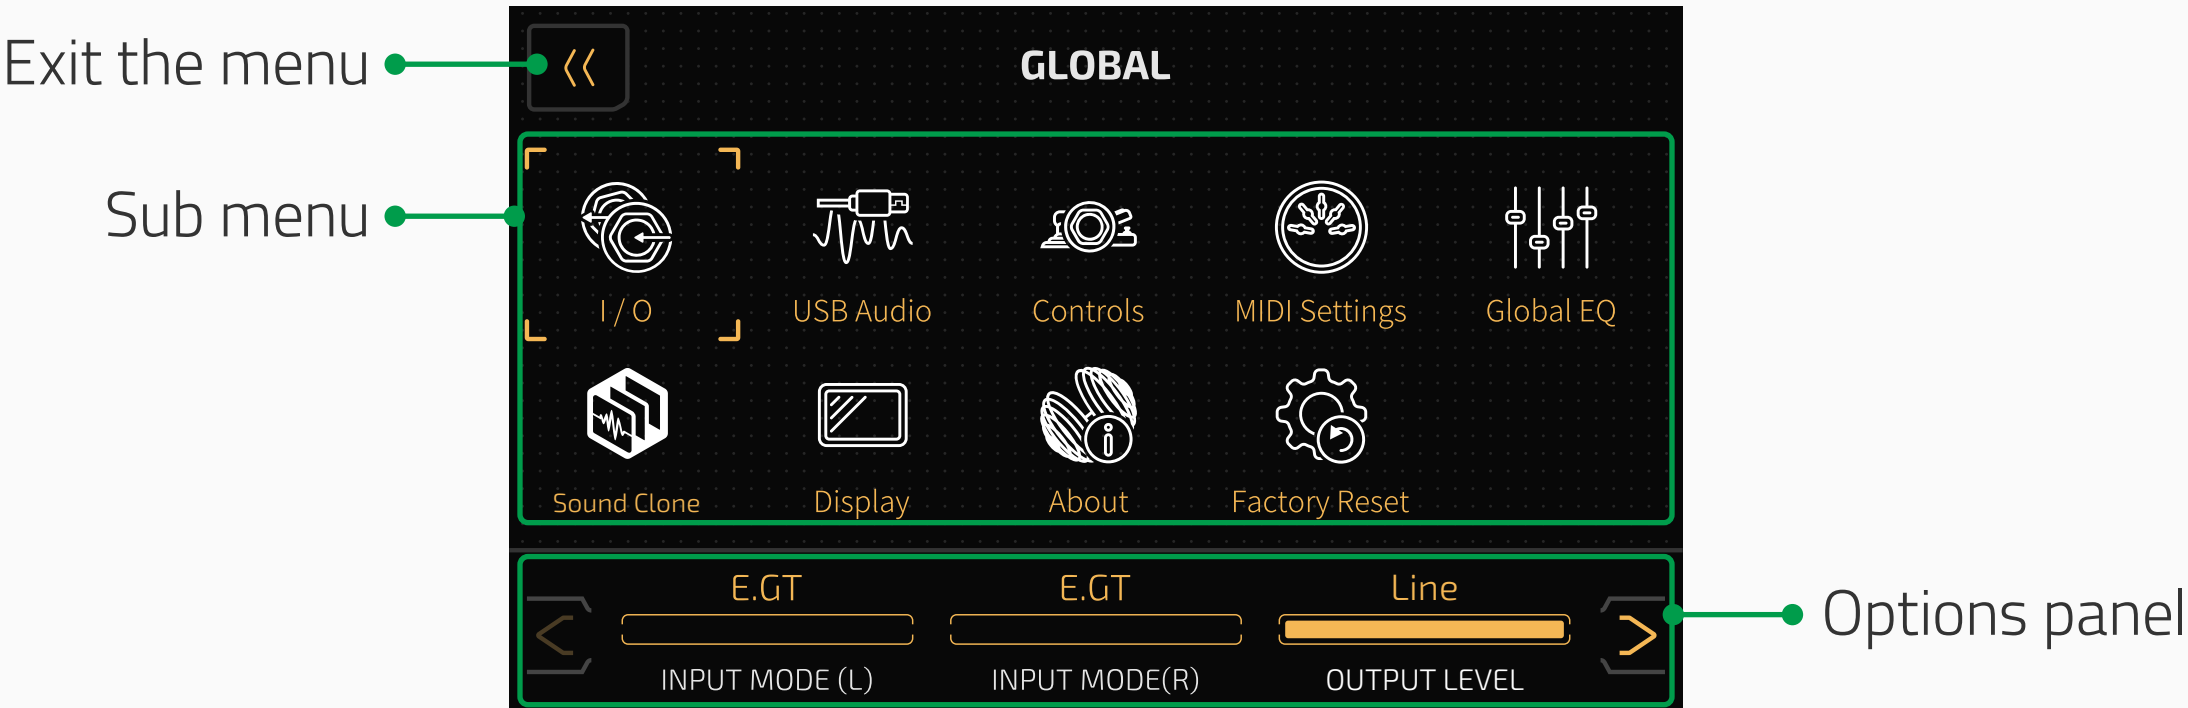 Exit the menu
GLOBAL
Sub menu
I / O
USB Audio
Controls
MIDI Settings
Global EQ
Sound Clone
Display
About
Factory Reset
E.GT
E.GT
Line
Options panel
INPUT MODE (L)
INPUT MODE(R)
OUTPUT LEVEL